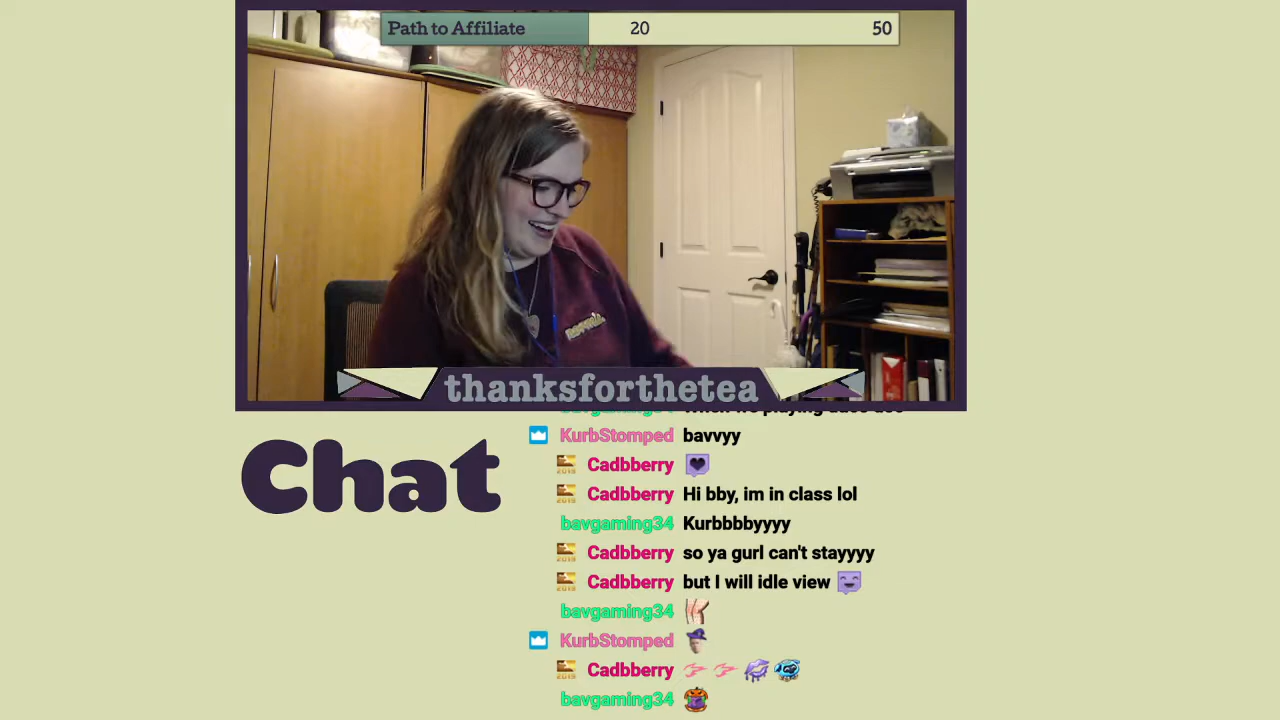 Path to Affiliate 20 50
thanksforthetea
Chat
KurbStomped bavvyy
Cadbberry
Cadbberry Hi bby, im in class lol
bavgaming34 Kurbbbbyyyy
Cadbberry so ya gurl can't stayyyy
Cadbberry but I will idle view
bavgaming34
KurbStomped
Cadbberry
bavgaming34